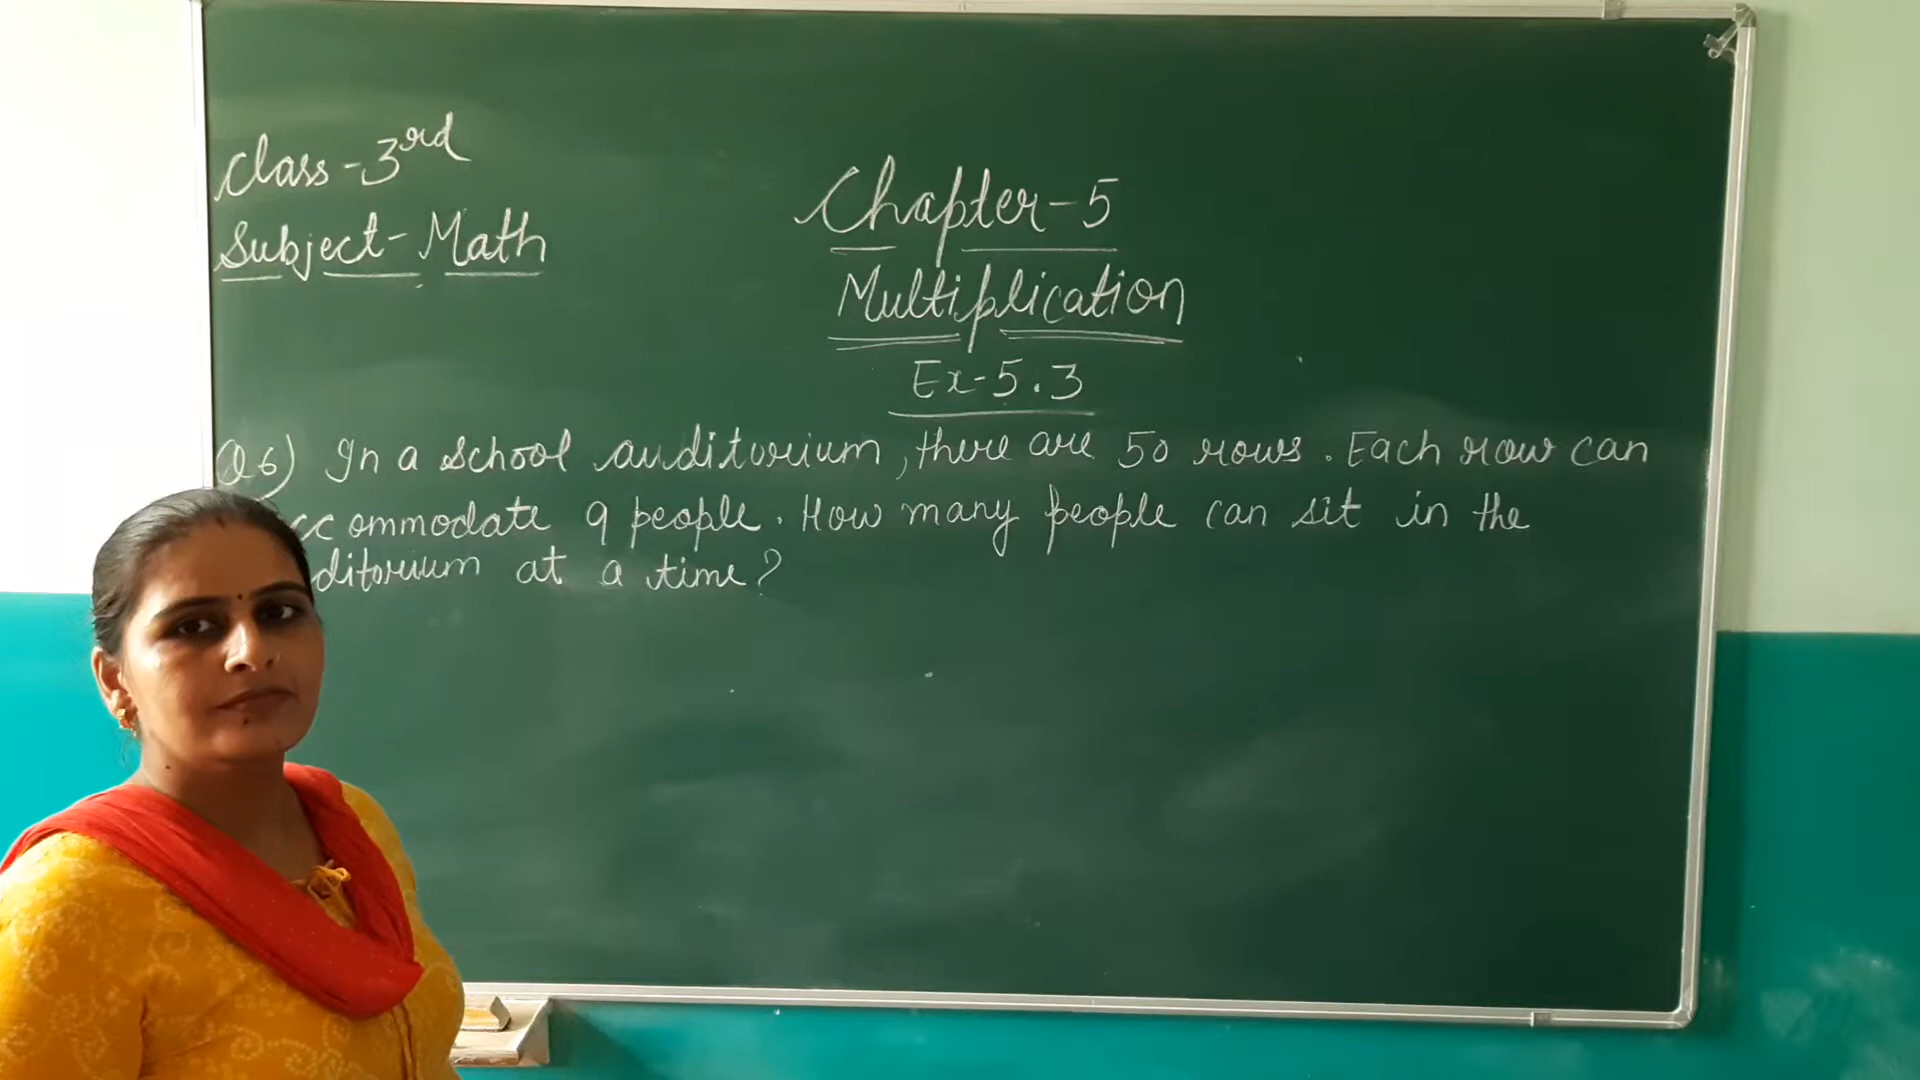 Class-3rd
Subject-Math
Chapter-5
Multiplication
Ex-5.3
Q6) In a school auditorium, there are 50 rows. Each row can
ccommodate 9 people. How many people can sit in the
ditorium at a time?